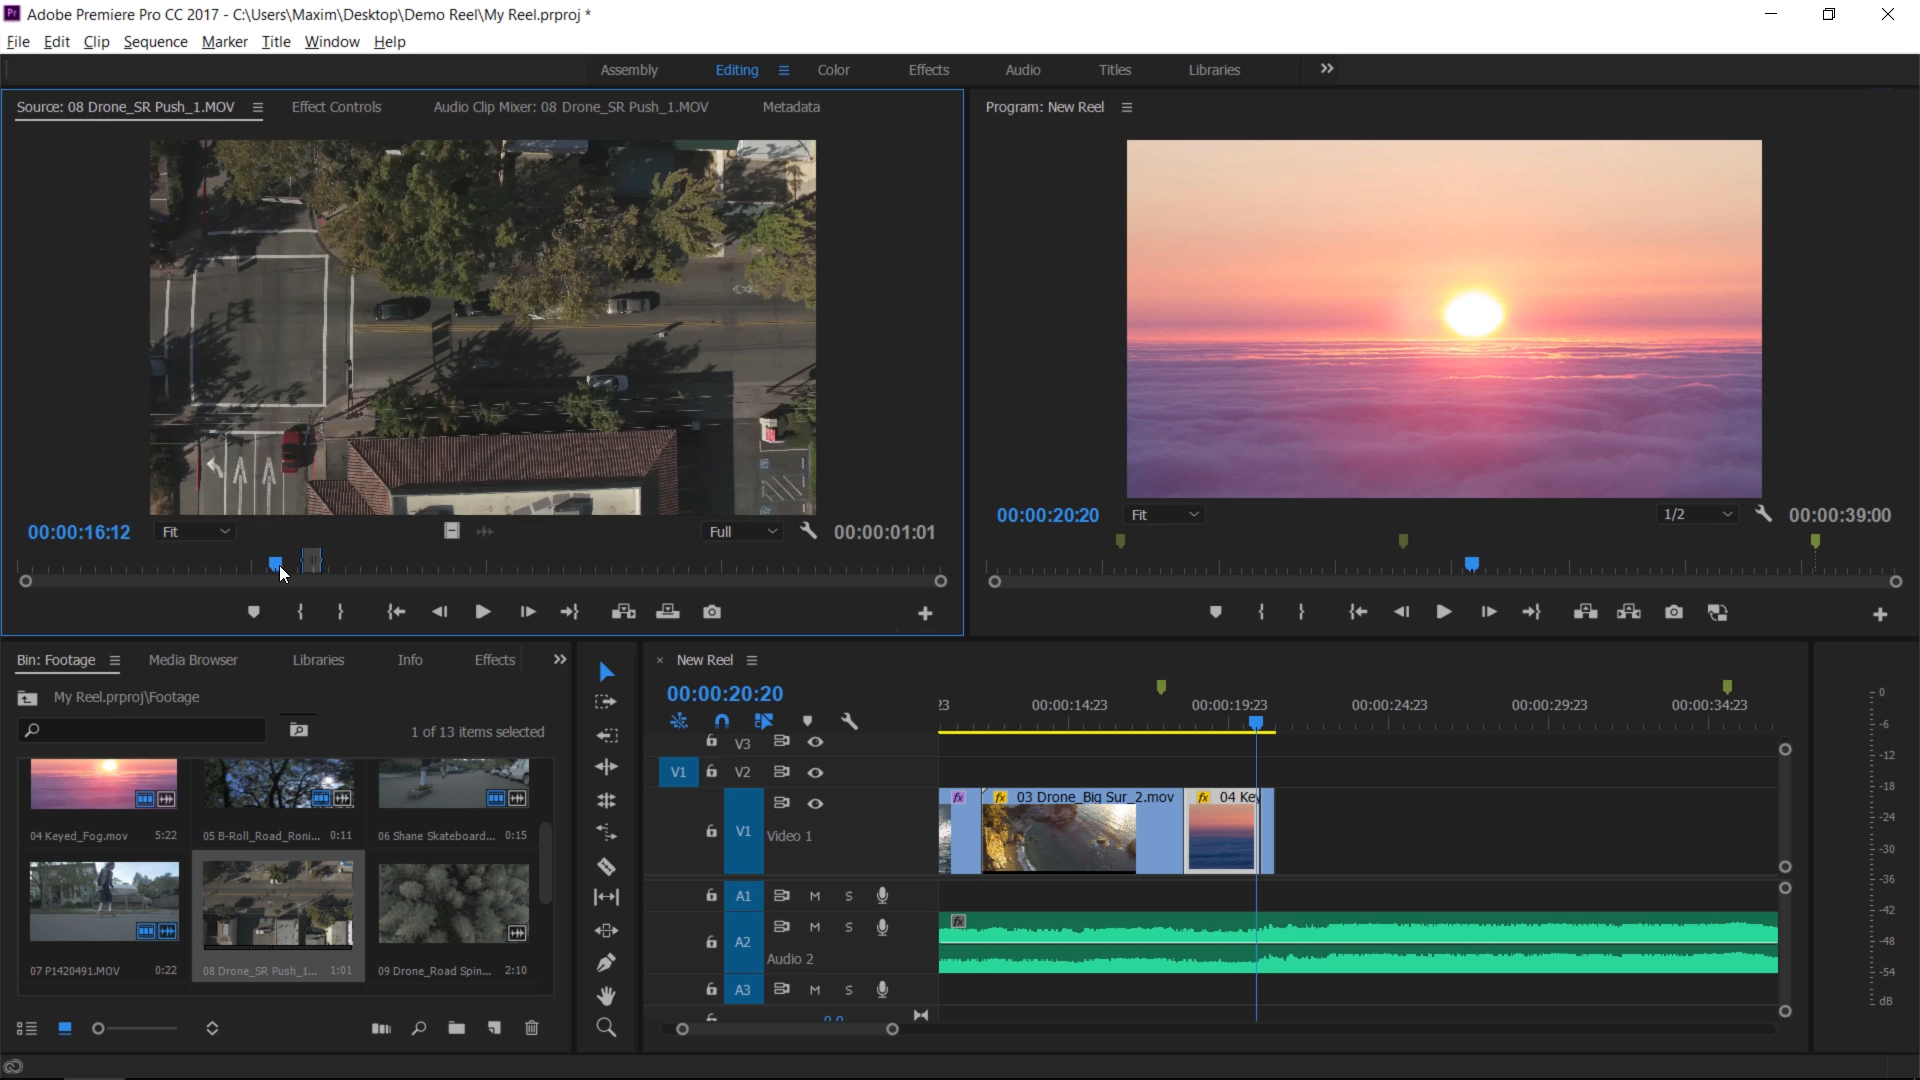 Adobe Premiere Pro CC 2017 - C:\Users\Maxim\Desktop\Demo Reel\My Reel.prproj *
File Edit Clip Sequence Marker Title Window Help
Assembly Editing Color Effects Audio Titles Libraries
Source: 08 Drone_SR Push_1.MOV Effect Controls Audio Clip Mixer: 08 Drone_SR Push_1.MOV Metadata
Program: New Reel
00:00:16:12 Fit Full 00:00:01:01
00:00:20:20 Fit 1/2 00:00:39:00
Bin: Footage Media Browser Libraries Info Effects
My Reel.prproj\Footage
1 of 13 items selected
04 Keyed_Fog.mov 5:22
05 B-Roll_Road_Roni... 0:11
06 Shane Skateboard... 0:15
07 P1420491.MOV 0:22
08 Drone_SR Push_1... 1:01
09 Drone_Road Spin... 2:10
× New Reel
00:00:20:20
23 00:00:14:23 00:00:19:23 00:00:24:23 00:00:29:23 00:00:34:23
V3
V1 V2
V1 Video 1
fx fx 03 Drone_Big Sur_2.mov fx 04 Key
A1 M S
A2 M S
Audio 2
fx
A3 M S
0.0
0
-6
-12
-18
-24
-30
-36
-42
-48
-54
dB